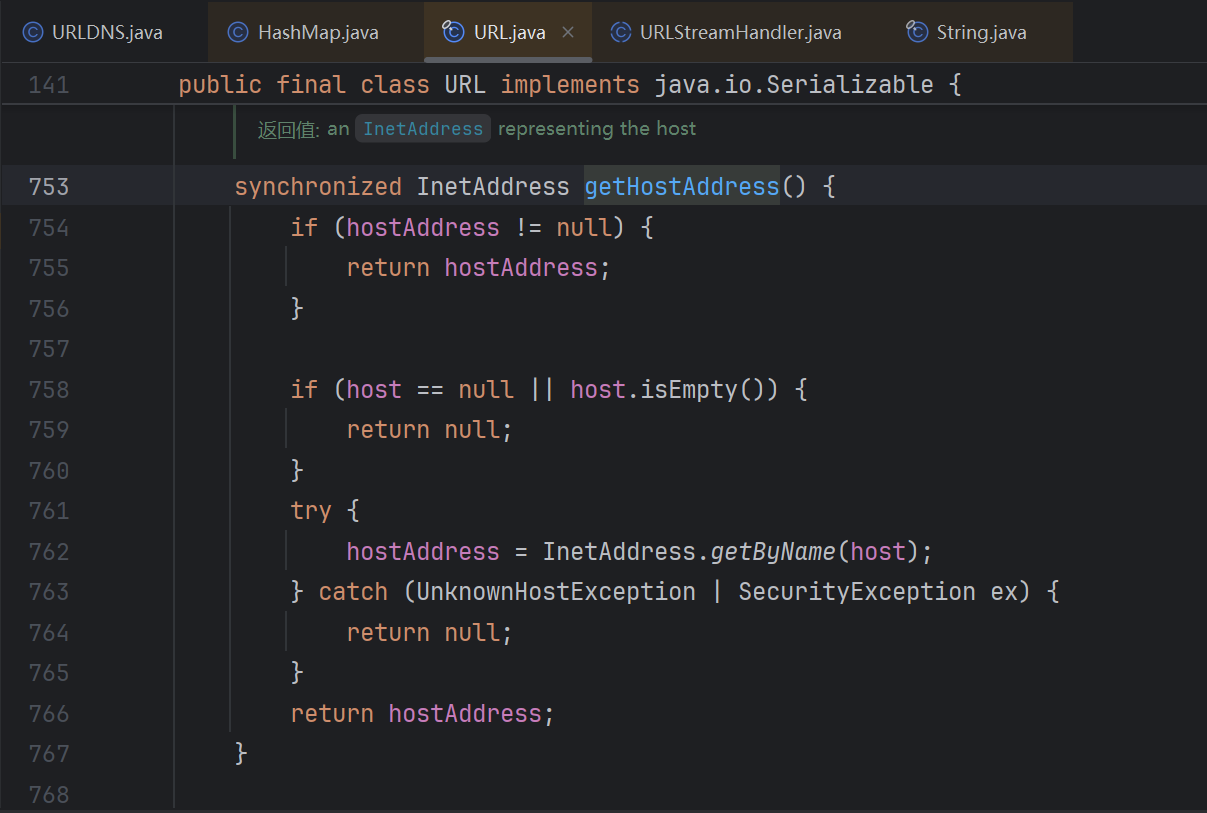 URLDNS.java HashMap.java URL.java URLStreamHandler.java String.java
141 public final class URL implements java.io.Serializable {
返回值: an InetAddress representing the host
753 synchronized InetAddress getHostAddress() {
754 if (hostAddress != null) {
755 return hostAddress;
756 }
757
758 if (host == null || host.isEmpty()) {
759 return null;
760 }
761 try {
762 hostAddress = InetAddress.getByName(host);
763 } catch (UnknownHostException | SecurityException ex) {
764 return null;
765 }
766 return hostAddress;
767 }
768